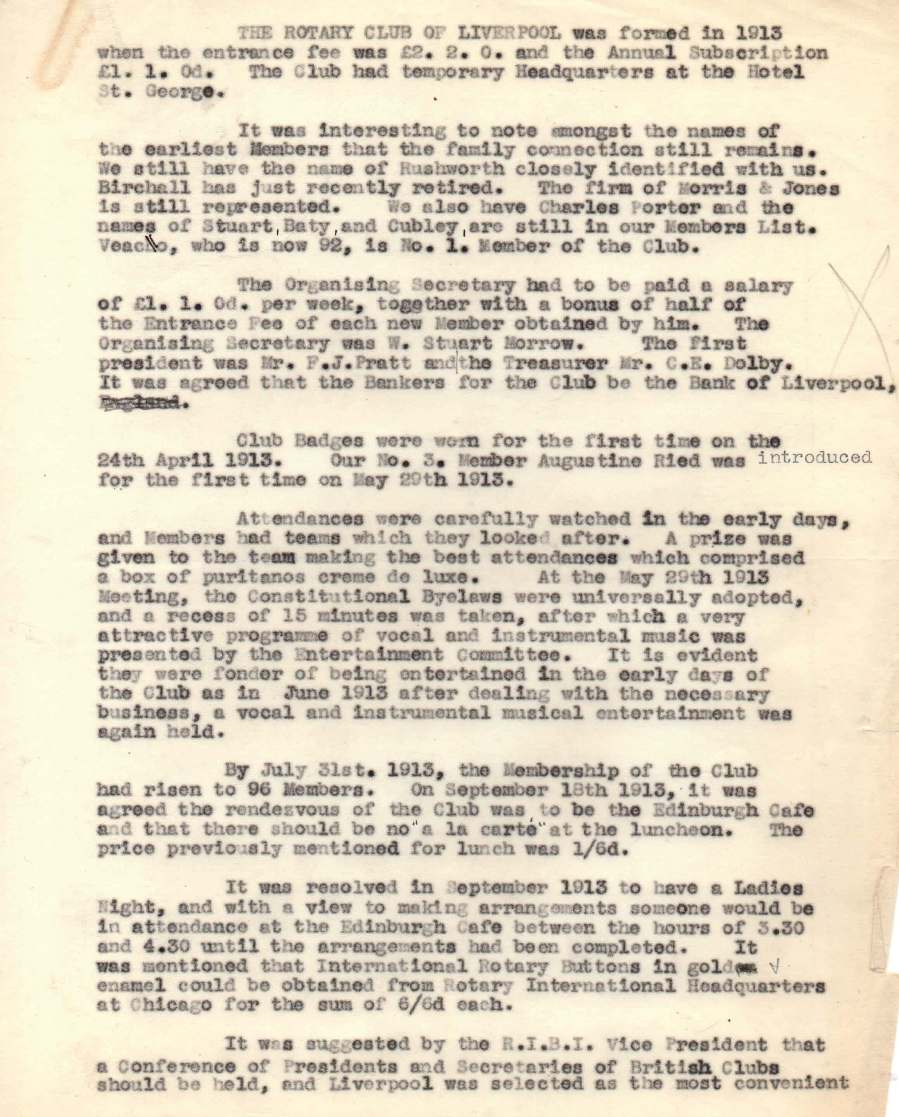 THE ROTARY CLUB OF LIVERPOOL was formed in 1913
when the entrance fee was £2. 2. 0. and the Annual Subscription
£1. 1. 0d. The Club had temporary Headquarters at the Hotel
St. George.
It was interesting to note amongst the names of
the earliest Members that the family connection still remains.
We still have the name of Rushworth closely identified with us.
Birchall has just recently retired. The firm of Morris & Jones
is still represented. We also have Charles Porter and the
names of Stuart, Baty, and Cubley, are still in our Members List.
Veacho, who is now 92, is No. 1. Member of the Club.
The Organising Secretary had to be paid a salary
of £1. 1. 0d. per week, together with a bonus of half of
the Entrance Fee of each new Member obtained by him. The
Organising Secretary was W. Stuart Morrow. The first
president was Mr. F.J.Pratt and the Treasurer Mr. C.E. Dolby.
It was agreed that the Bankers for the Club be the Bank of Liverpool,
Club Badges were worn for the first time on the
24th April 1913. Our No. 3. Member Augustine Ried was introduced
for the first time on May 29th 1913.
Attendances were carefully watched in the early days,
and Members had teams which they looked after. A prize was
given to the team making the best attendances which comprised
a box of puritanos creme de luxe. At the May 29th 1913
Meeting, the Constitutional Byelaws were universally adopted,
and a recess of 15 minutes was taken, after which a very
attractive programme of vocal and instrumental music was
presented by the Entertainment Committee. It is evident
they were fonder of being entertained in the early days of
the Club as in June 1913 after dealing with the necessary
business, a vocal and instrumental musical entertainment was
again held.
By July 31st. 1913, the Membership of the Club
had risen to 96 Members. On September 18th 1913, it was
agreed the rendezvous of the Club was to be the Edinburgh Cafe
and that there should be no "a la carte" at the luncheon. The
price previously mentioned for lunch was 1/6d.
It was resolved in September 1913 to have a Ladies
Night, and with a view to making arrangements someone would be
in attendance at the Edinburgh Cafe between the hours of 3.30
and 4.30 until the arrangements had been completed. It
was mentioned that International Rotary Buttons in gold
enamel could be obtained from Rotary International Headquarters
at Chicago for the sum of 6/6d each.
It was suggested by the R.I.B.I. Vice President that
a Conference of Presidents and Secretaries of British Clubs
should be held, and Liverpool was selected as the most convenient